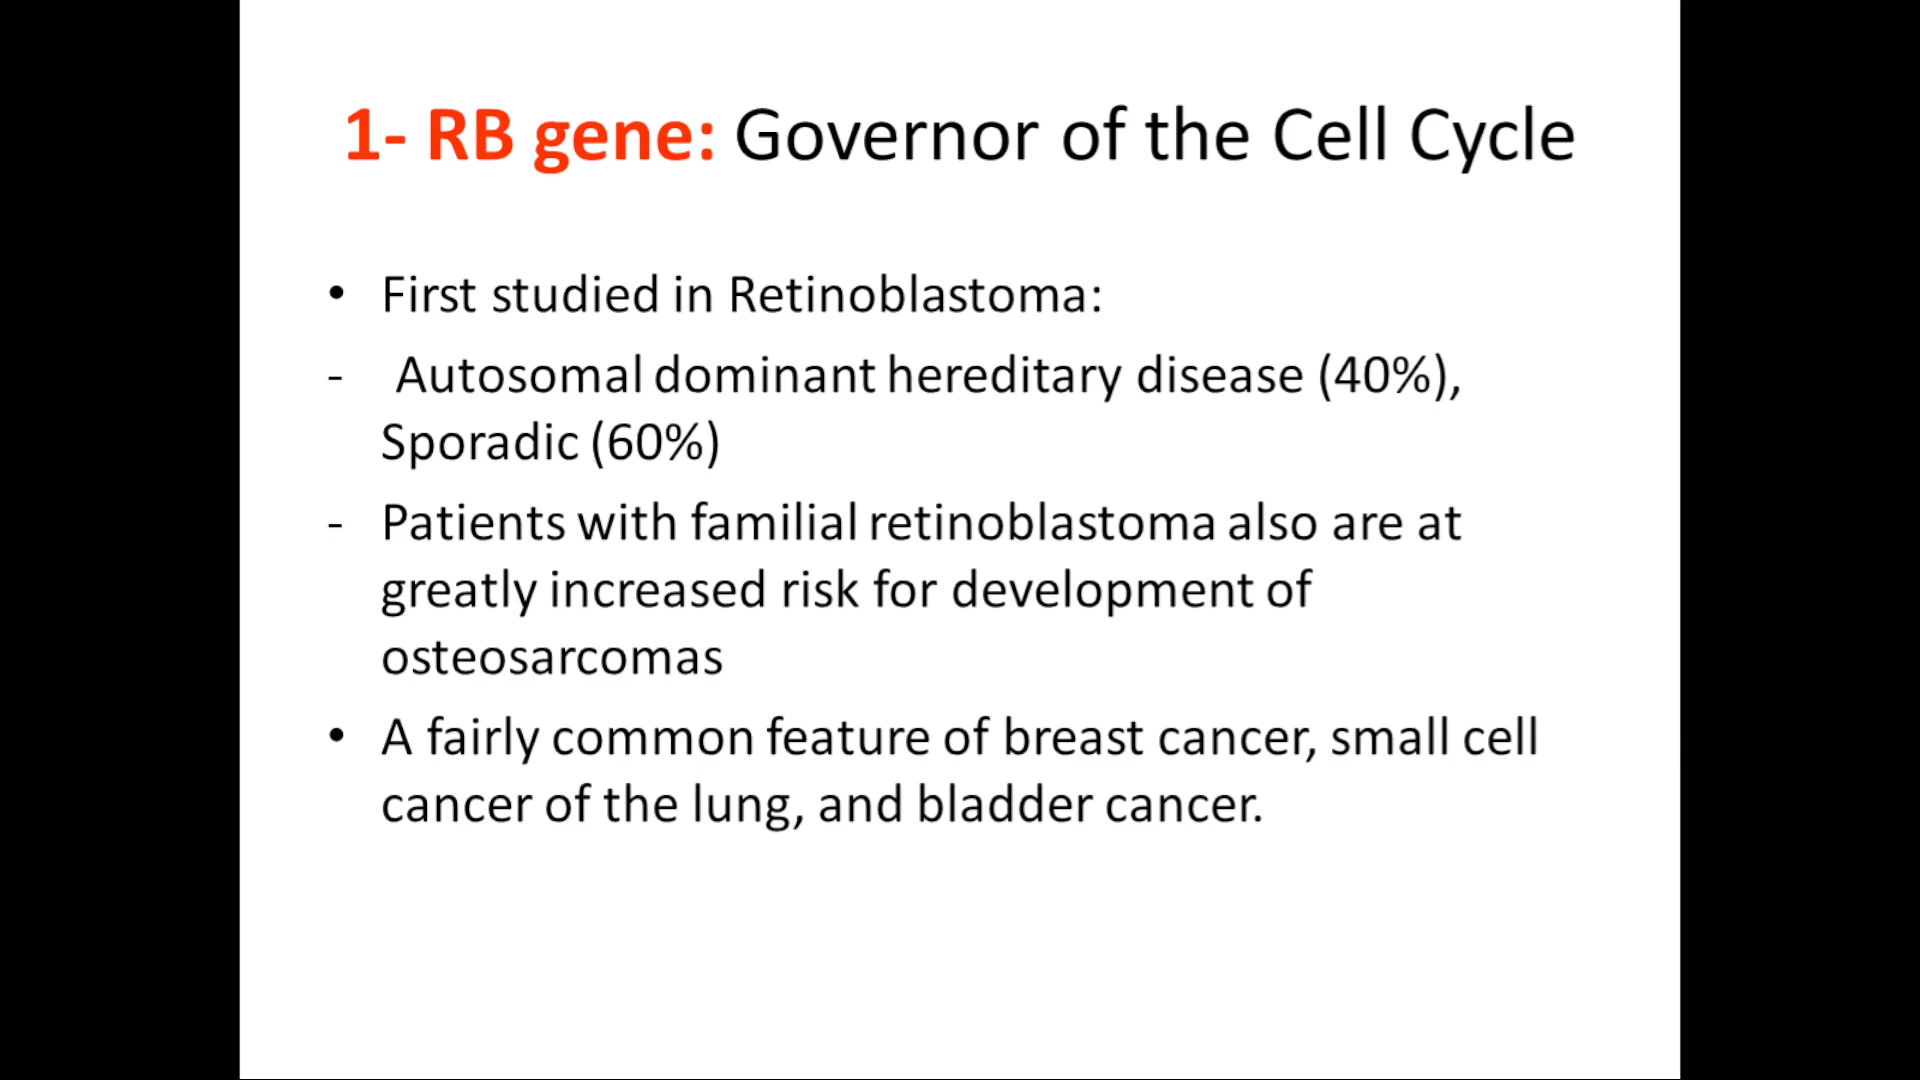 1- RB gene: Governor of the Cell Cycle
• First studied in Retinoblastoma:
- Autosomal dominant hereditary disease (40%),
Sporadic (60%)
- Patients with familial retinoblastoma also are at
greatly increased risk for development of
osteosarcomas
• A fairly common feature of breast cancer, small cell
cancer of the lung, and bladder cancer.